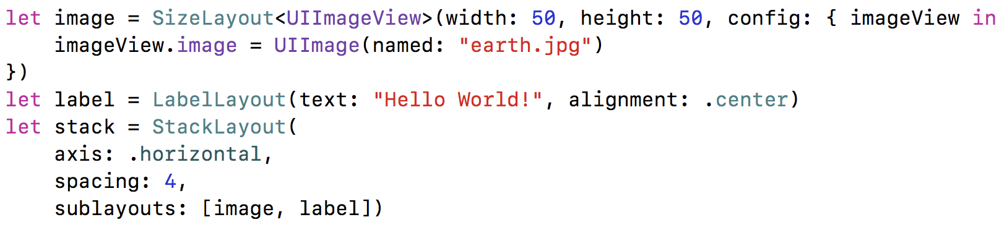 let image = SizeLayout<UIImageView>(width: 50, height: 50, config: { imageView in
    imageView.image = UIImage(named: "earth.jpg")
})
let label = LabelLayout(text: "Hello World!", alignment: .center)
let stack = StackLayout(
    axis: .horizontal,
    spacing: 4,
    sublayouts: [image, label])